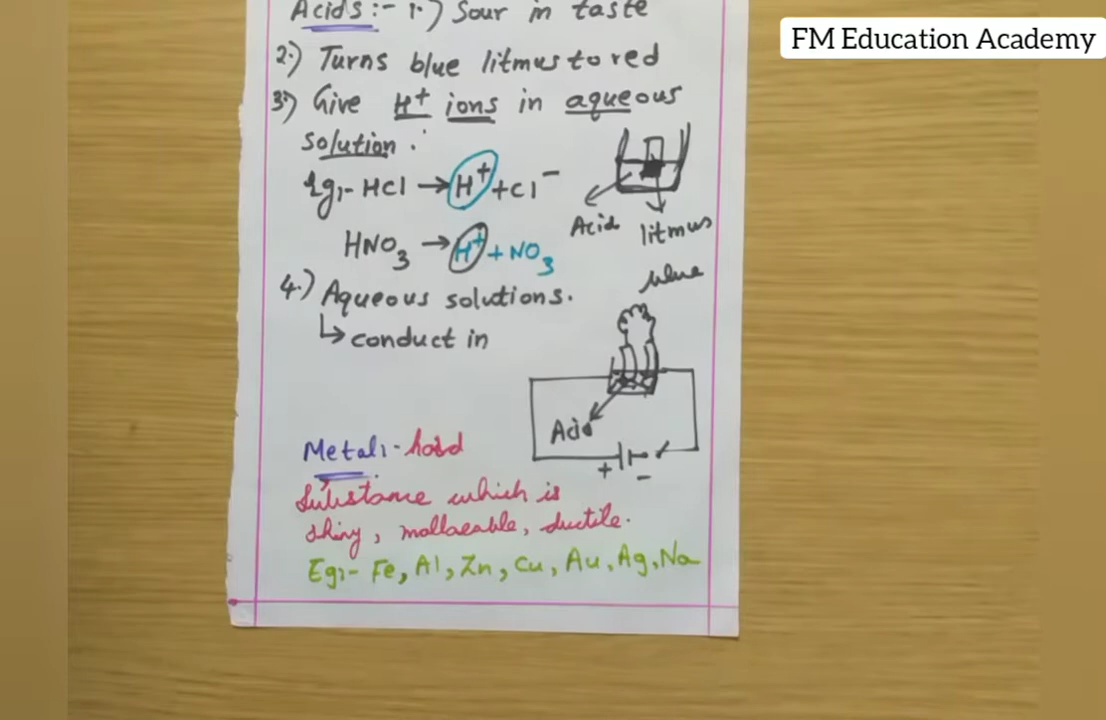 FM Education Academy
Acids:- 1.) Sour in taste
2.) Turns blue litmus to red
3.) Give H+ ions in aqueous
solution.
Eg:- HCl → H+ + Cl-
HNO3 → H+ + NO3
Acid litmus
blue
4.) Aqueous solutions.
↳ conduct in
Acid
+ -
Metal:- hard
Substance which is
shiny, mallaeable, ductile.
Eg:- Fe, Al, Zn, Cu, Au, Ag, Na